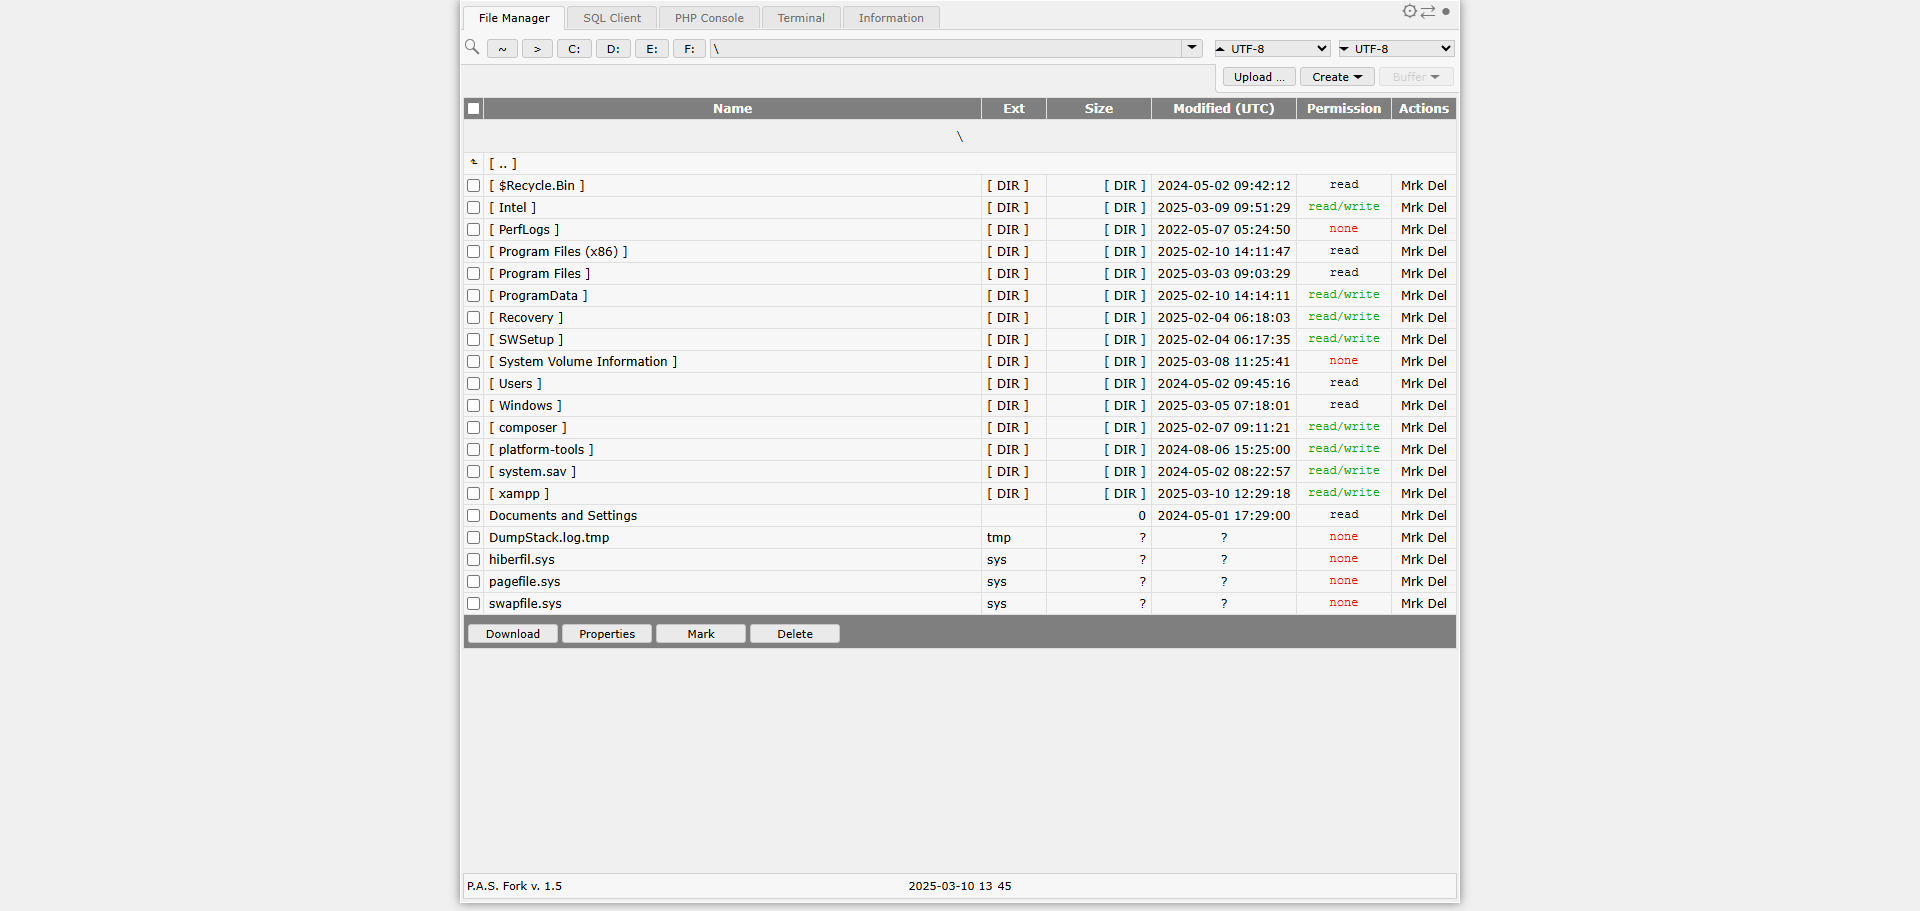 File Manager SQL Client PHP Console Terminal Information
~ > C: D: E: F: \ UTF-8 UTF-8
Upload ... Create Buffer
Name Ext Size Modified (UTC) Permission Actions
\
[ .. ]
[ $Recycle.Bin ] [ DIR ] [ DIR ] 2024-05-02 09:42:12 read Mrk Del
[ Intel ] [ DIR ] [ DIR ] 2025-03-09 09:51:29 read/write Mrk Del
[ PerfLogs ] [ DIR ] [ DIR ] 2022-05-07 05:24:50 none Mrk Del
[ Program Files (x86) ] [ DIR ] [ DIR ] 2025-02-10 14:11:47 read Mrk Del
[ Program Files ] [ DIR ] [ DIR ] 2025-03-03 09:03:29 read Mrk Del
[ ProgramData ] [ DIR ] [ DIR ] 2025-02-10 14:14:11 read/write Mrk Del
[ Recovery ] [ DIR ] [ DIR ] 2025-02-04 06:18:03 read/write Mrk Del
[ SWSetup ] [ DIR ] [ DIR ] 2025-02-04 06:17:35 read/write Mrk Del
[ System Volume Information ] [ DIR ] [ DIR ] 2025-03-08 11:25:41 none Mrk Del
[ Users ] [ DIR ] [ DIR ] 2024-05-02 09:45:16 read Mrk Del
[ Windows ] [ DIR ] [ DIR ] 2025-03-05 07:18:01 read Mrk Del
[ composer ] [ DIR ] [ DIR ] 2025-02-07 09:11:21 read/write Mrk Del
[ platform-tools ] [ DIR ] [ DIR ] 2024-08-06 15:25:00 read/write Mrk Del
[ system.sav ] [ DIR ] [ DIR ] 2024-05-02 08:22:57 read/write Mrk Del
[ xampp ] [ DIR ] [ DIR ] 2025-03-10 12:29:18 read/write Mrk Del
Documents and Settings 0 2024-05-01 17:29:00 read Mrk Del
DumpStack.log.tmp tmp ? ? none Mrk Del
hiberfil.sys sys ? ? none Mrk Del
pagefile.sys sys ? ? none Mrk Del
swapfile.sys sys ? ? none Mrk Del
Download Properties Mark Delete
P.A.S. Fork v. 1.5 2025-03-10 13 45